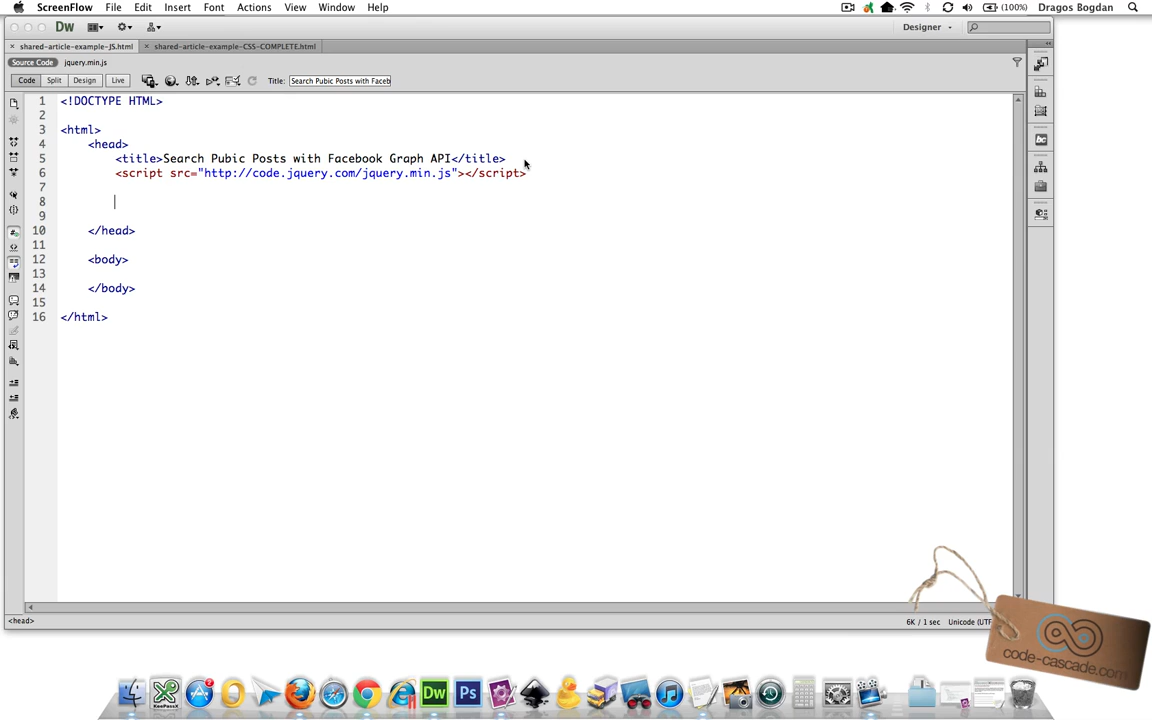 ScreenFlow File Edit Insert Font Actions View Window Help (100%) Dragos Bogdan
Dw Designer
× shared-article-example-JS.html × shared-article-example-CSS-COMPLETE.html
Source Code jquery.min.js
Code Split Design Live Title: Search Pubic Posts with Faceb
1 <!DOCTYPE HTML>
2
3 <html>
4 <head>
5 <title>Search Pubic Posts with Facebook Graph API</title>
6 <script src="http://code.jquery.com/jquery.min.js"></script>
7
8
9
10 </head>
11
12 <body>
13
14 </body>
15
16 </html>
<head> 6K / 1 sec Unicode (UTF
code-cascade.com
KeePassX Dw Ps